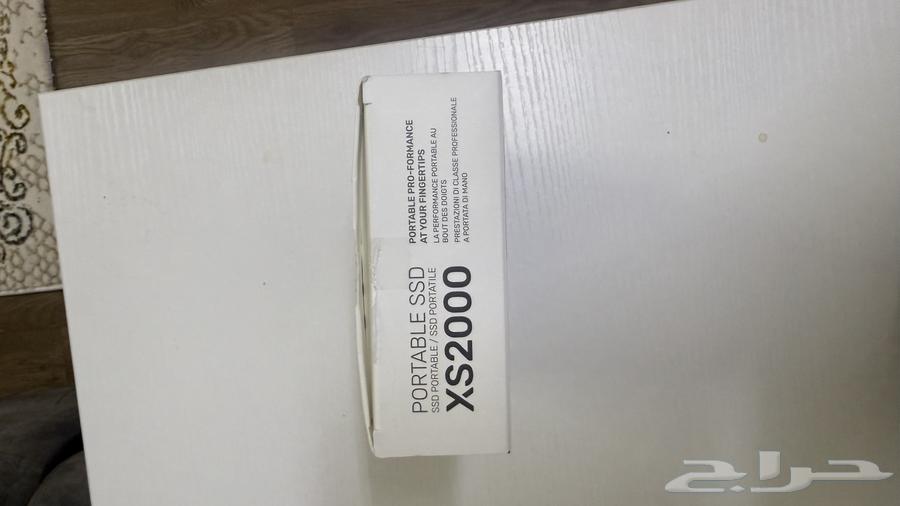 PORTABLE SSD
SSD PORTABLE / SSD PORTATILE
XS2000
PORTABLE PRO-FORMANCE
AT YOUR FINGERTIPS
LA PERFORMANCE PORTABLE AU
BOUT DES DOIGTS
PRESTAZIONI DI CLASSE PROFESSIONALE
A PORTATA DI MANO
حراج